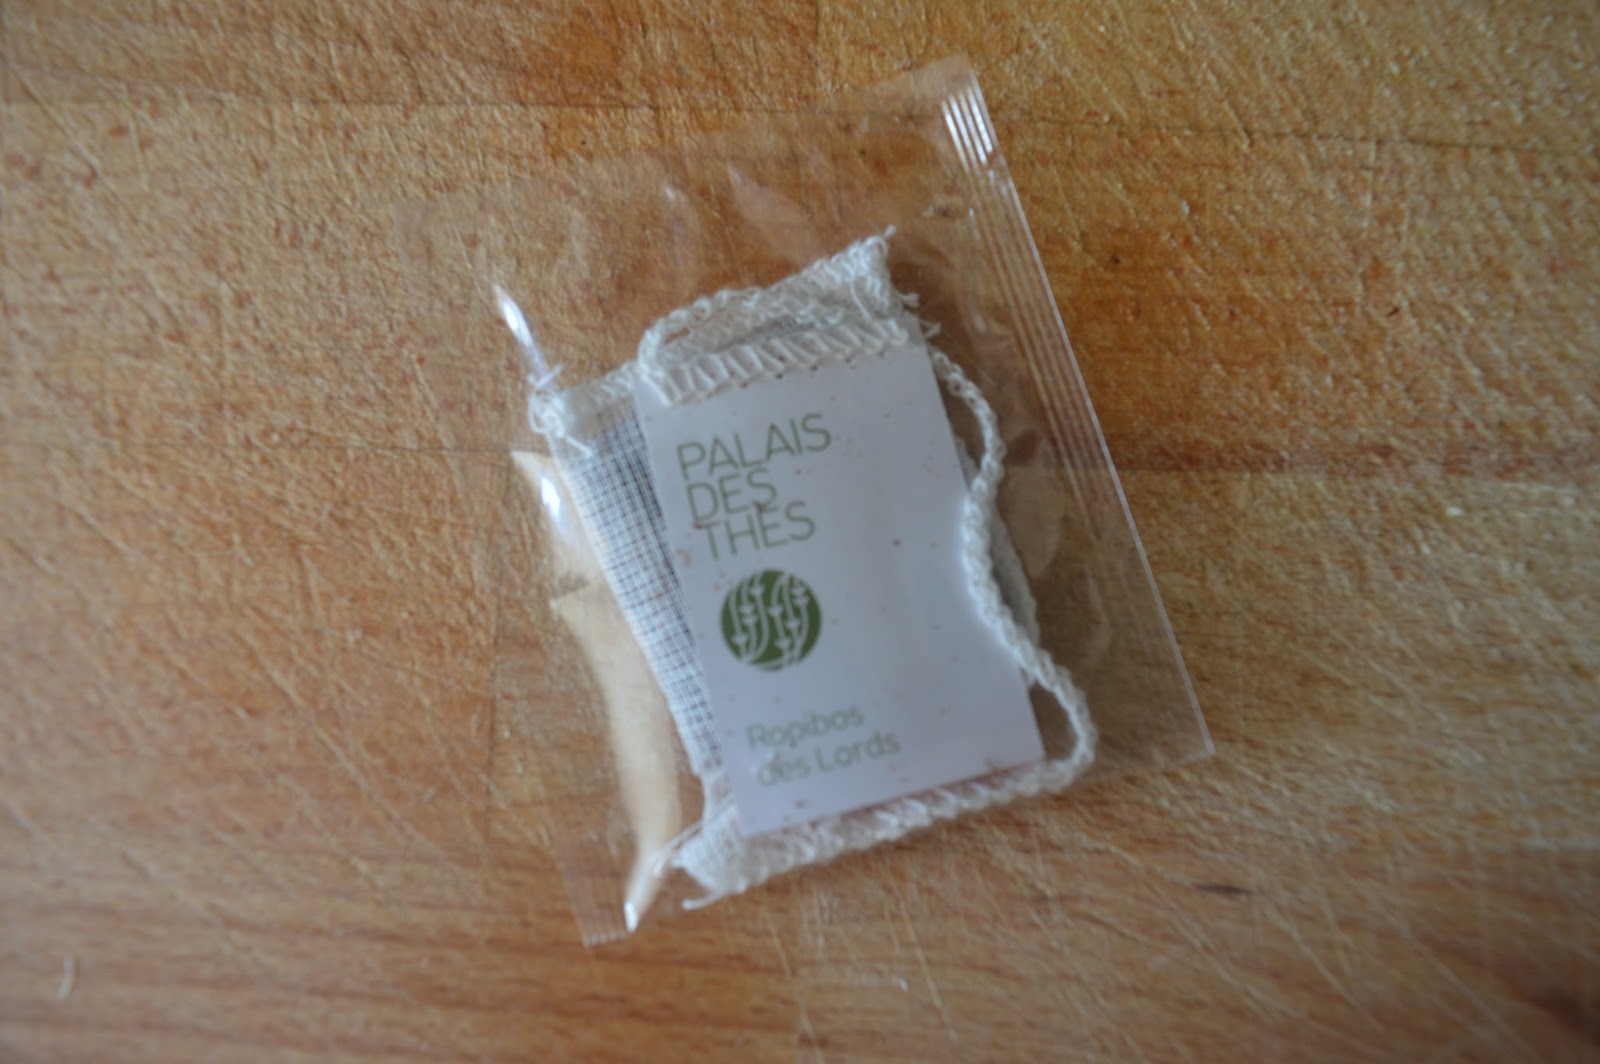 PALAIS
DES
THÉS
Rooibos
des Lords